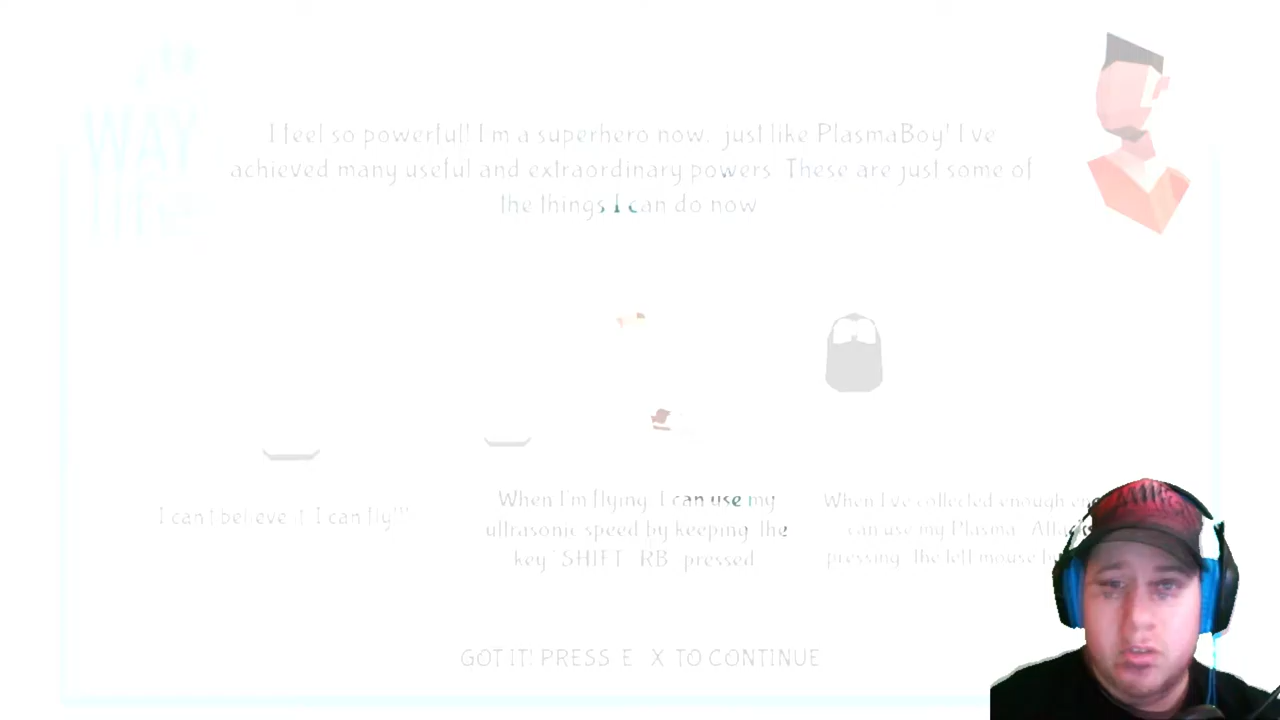 WAY
I feel so powerful! I'm a superhero now, just like PlasmaBoy! I've
achieved many useful and extraordinary powers. These are just some of
the things I can do now
I can't believe it I can fly!!!
When I'm flying, I can use my
ultrasonic speed by keeping the
key "SHIFT RB" pressed
When I've collected enough
can use my Plasma
pressing the left mouse
GOT IT! PRESS E X TO CONTINUE